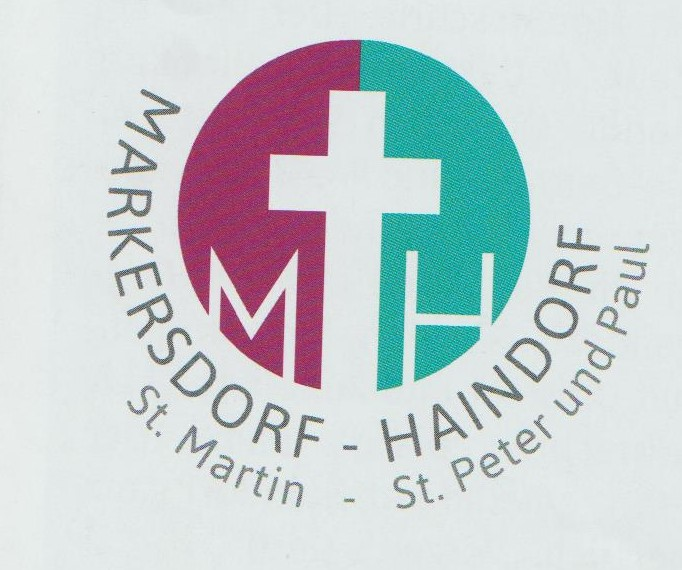 M H
MARKERSDORF - HAINDORF
St. Martin - St. Peter und Paul